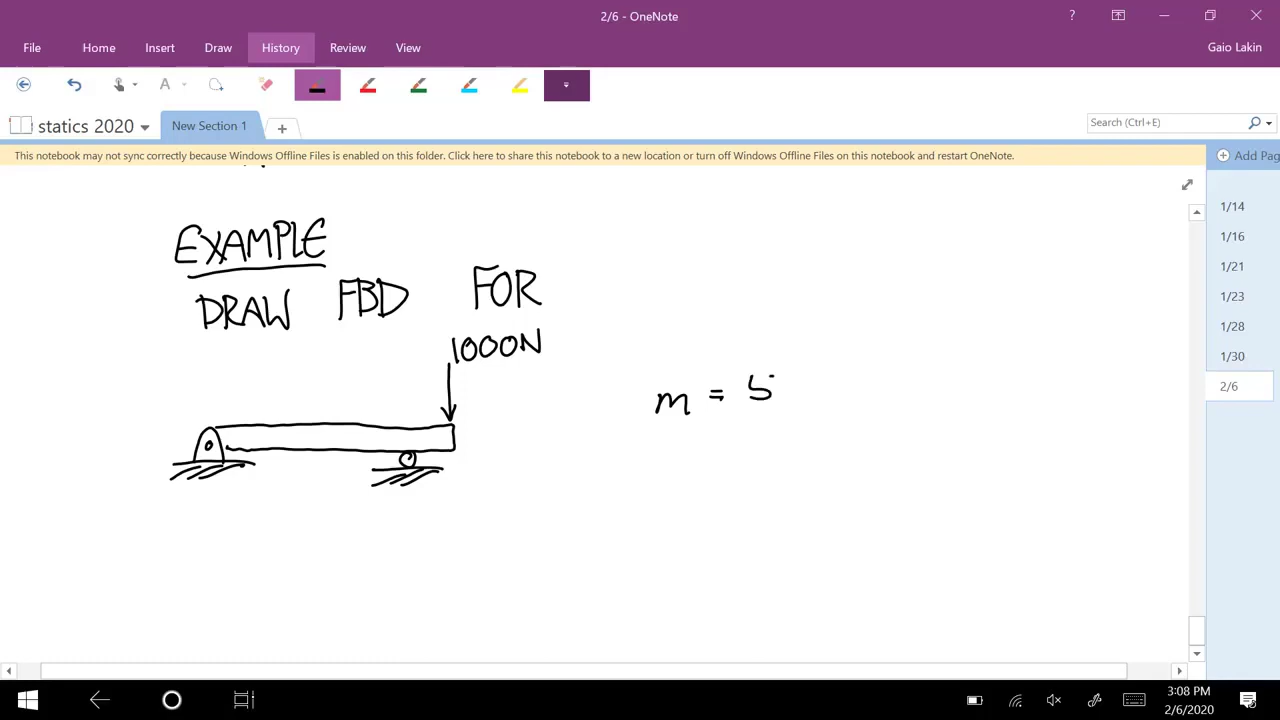 2/6 - OneNote
?
File Home Insert Draw History Review View
Gaio Lakin
A
statics 2020
New Section 1
Search (Ctrl+E)
This notebook may not sync correctly because Windows Offline Files is enabled on this folder. Click here to share this notebook to a new location or turn off Windows Offline Files on this notebook and restart OneNote.
Add Pag
1/14
1/16
1/21
1/23
1/28
1/30
2/6
EXAMPLE
DRAW FBD FOR
1000N
m = 5
3:08 PM
2/6/2020